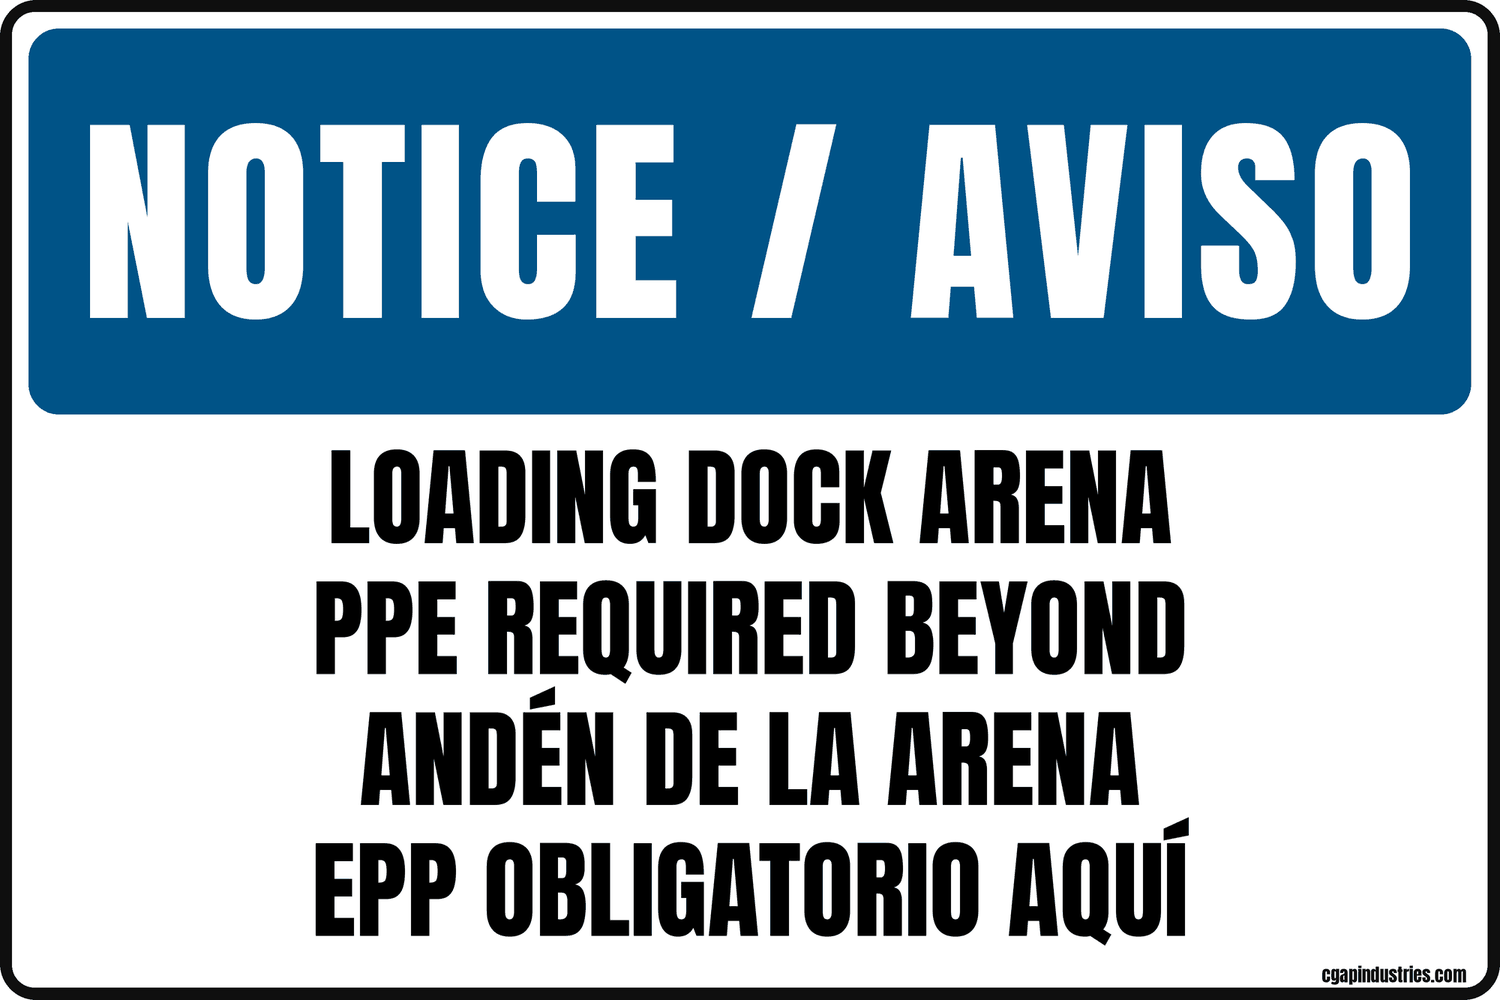 NOTICE / AVISO
LOADING DOCK ARENA
PPE REQUIRED BEYOND
ANDÉN DE LA ARENA
EPP OBLIGATORIO AQUÍ
cgapindustries.com